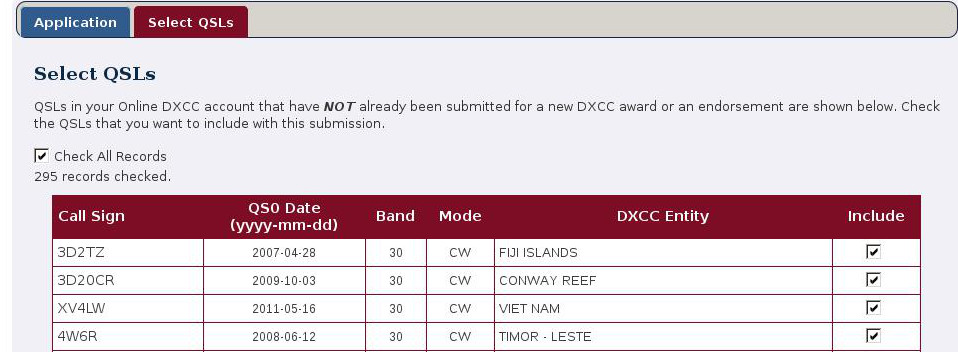 Application Select QSLs
Select QSLs
QSLs in your Online DXCC account that have NOT already been submitted for a new DXCC award or an endorsement are shown below. Check
the QSLs that you want to include with this submission.
Check All Records
295 records checked.
Call Sign QSO Date (yyyy-mm-dd) Band Mode DXCC Entity Include
3D2TZ 2007-04-28 30 CW FIJI ISLANDS
3D20CR 2009-10-03 30 CW CONWAY REEF
XV4LW 2011-05-16 30 CW VIET NAM
4W6R 2008-06-12 30 CW TIMOR - LESTE